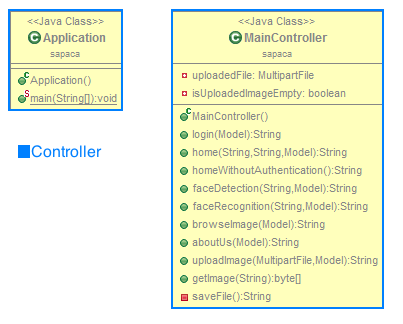 <<Java Class>>
Application
sapaca
Application()
main(String[]):void
Controller
<<Java Class>>
MainController
sapaca
uploadedFile: MultipartFile
isUploadedImageEmpty: boolean
MainController()
login(Model):String
home(String,String,Model):String
homeWithoutAuthentication():String
faceDetection(String,Model):String
faceRecognition(String,Model):String
browseImage(Model):String
aboutUs(Model):String
uploadImage(MultipartFile,Model):String
getImage(String):byte[]
saveFile():String